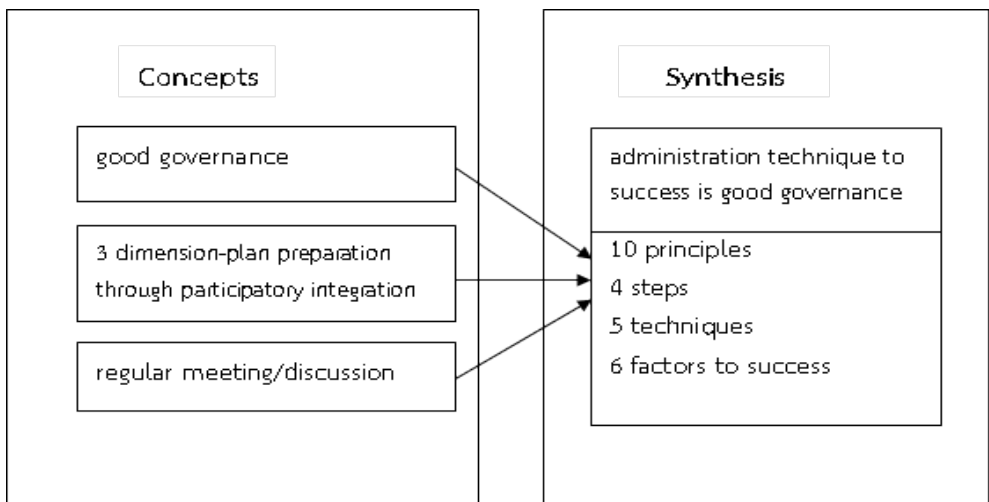 Concepts
good governance
3 dimension-plan preparation
through participatory integration
regular meeting/discussion
Synthesis
administration technique to
success is good governance
10 principles
4 steps
5 techniques
6 factors to success